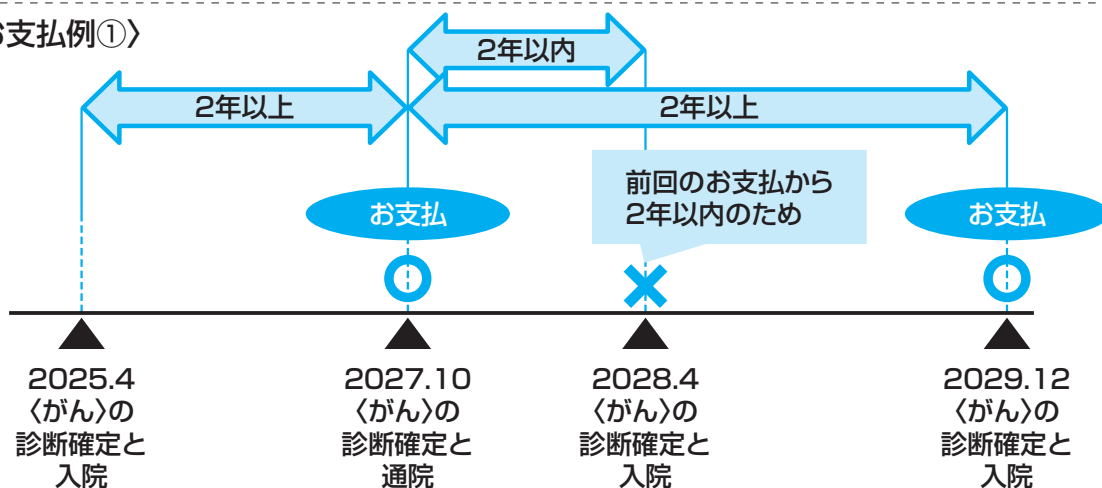 お支払例①〉
2年以内
2年以上
2年以上
前回のお支払から
2年以内のため
お支払
お支払
2025.4
〈がん〉の
診断確定と
入院
2027.10
〈がん〉の
診断確定と
通院
2028.4
〈がん〉の
診断確定と
入院
2029.12
〈がん〉の
診断確定と
入院